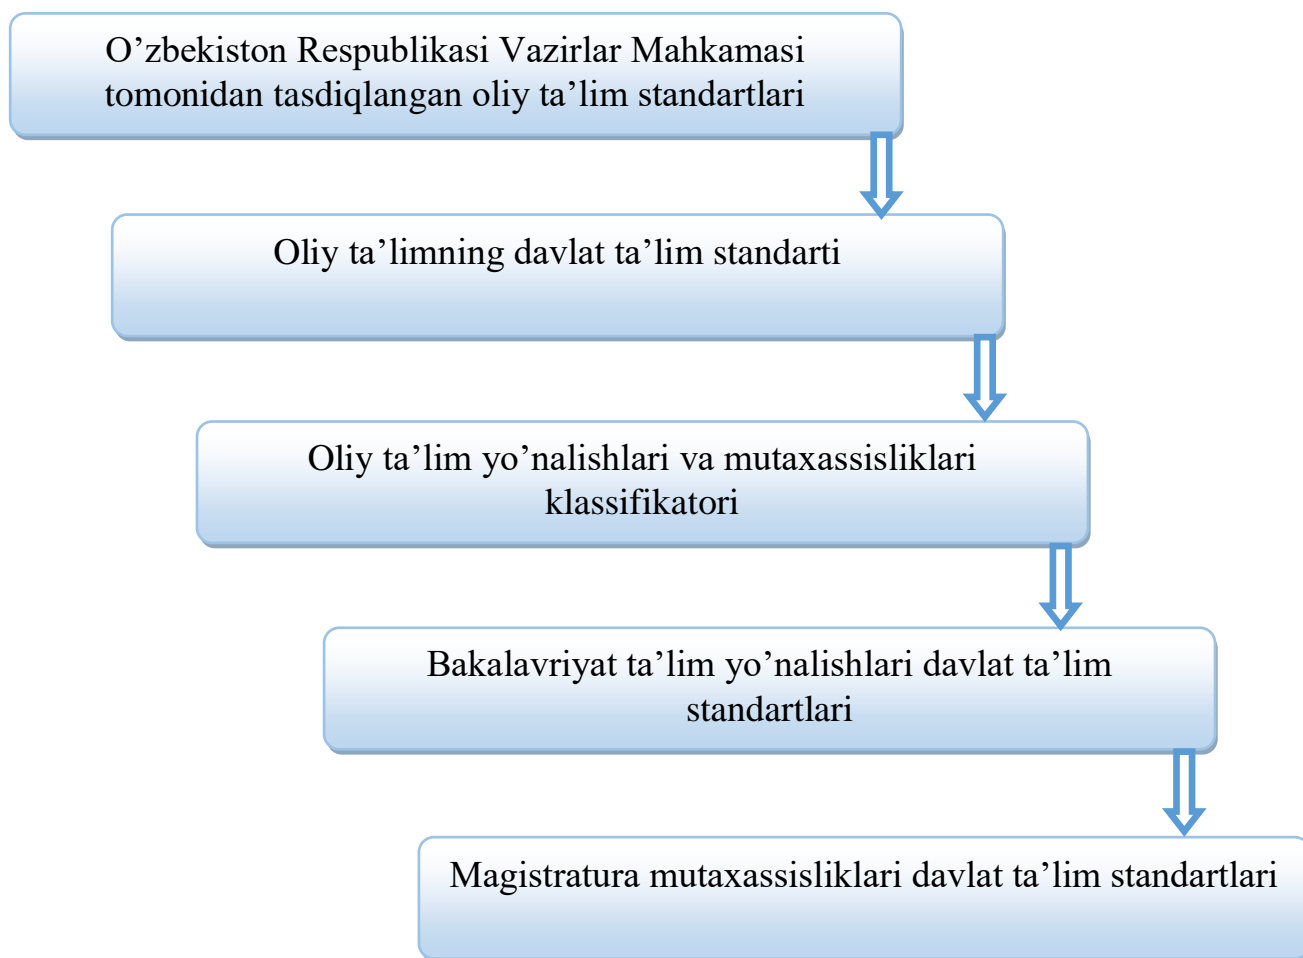 O’zbekiston Respublikasi Vazirlar Mahkamasi
tomonidan tasdiqlangan oliy ta’lim standartlari
Oliy ta’limning davlat ta’lim standarti
Oliy ta’lim yo’nalishlari va mutaxassisliklari
klassifikatori
Bakalavriyat ta’lim yo’nalishlari davlat ta’lim
standartlari
Magistratura mutaxassisliklari davlat ta’lim standartlari